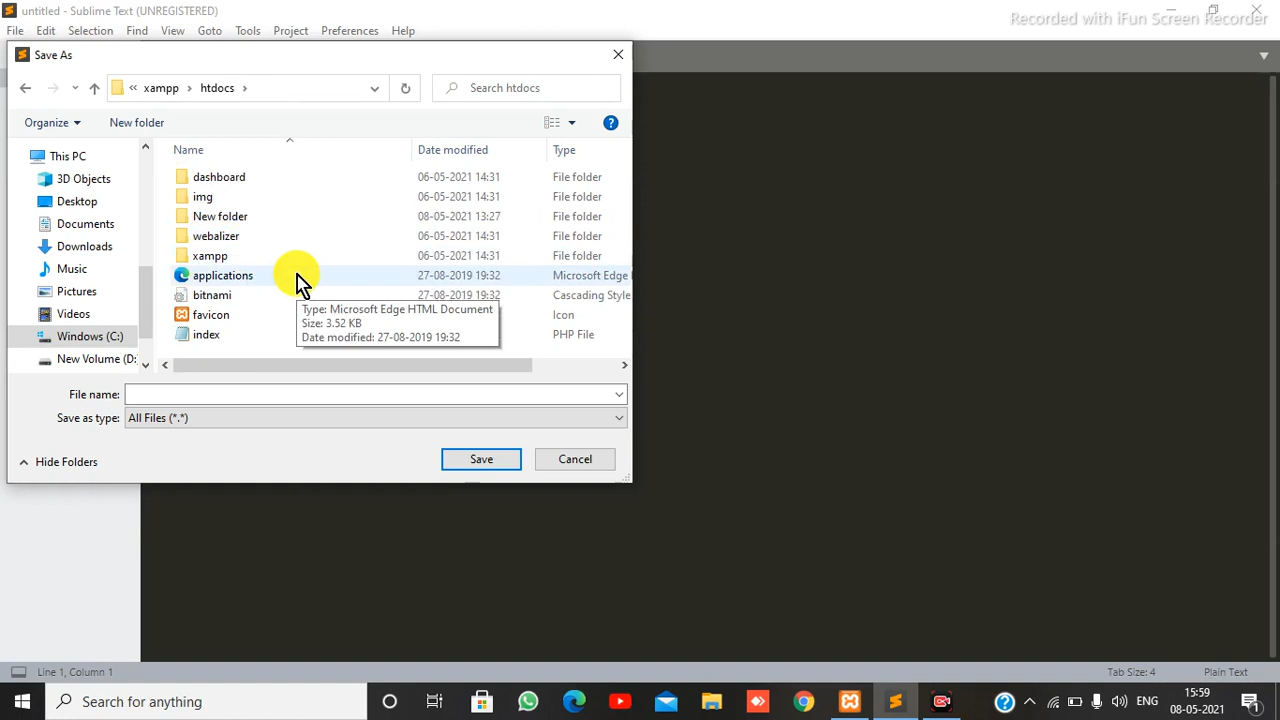 untitled - Sublime Text (UNREGISTERED)
Recorded with iFun Screen Recorder
File Edit Selection Find View Goto Tools Project Preferences Help
Save As
« xampp > htdocs >
Search htdocs
Organize
New folder
Name Date modified Type
This PC
3D Objects
Desktop
Documents
Downloads
Music
Pictures
Videos
Windows (C:)
New Volume (D:
dashboard 06-05-2021 14:31 File folder
img 06-05-2021 14:31 File folder
New folder 08-05-2021 13:27 File folder
webalizer 06-05-2021 14:31 File folder
xampp 06-05-2021 14:31 File folder
applications 27-08-2019 19:32 Microsoft Edge
bitnami 27-08-2019 19:32 Cascading Style
favicon Icon
index PHP File
Type: Microsoft Edge HTML Document
Size: 3.52 KB
Date modified: 27-08-2019 19:32
File name:
Save as type: All Files (*.*)
Hide Folders
Save
Cancel
Line 1, Column 1
Tab Size: 4
Plain Text
Search for anything
ENG
15:59
08-05-2021
1